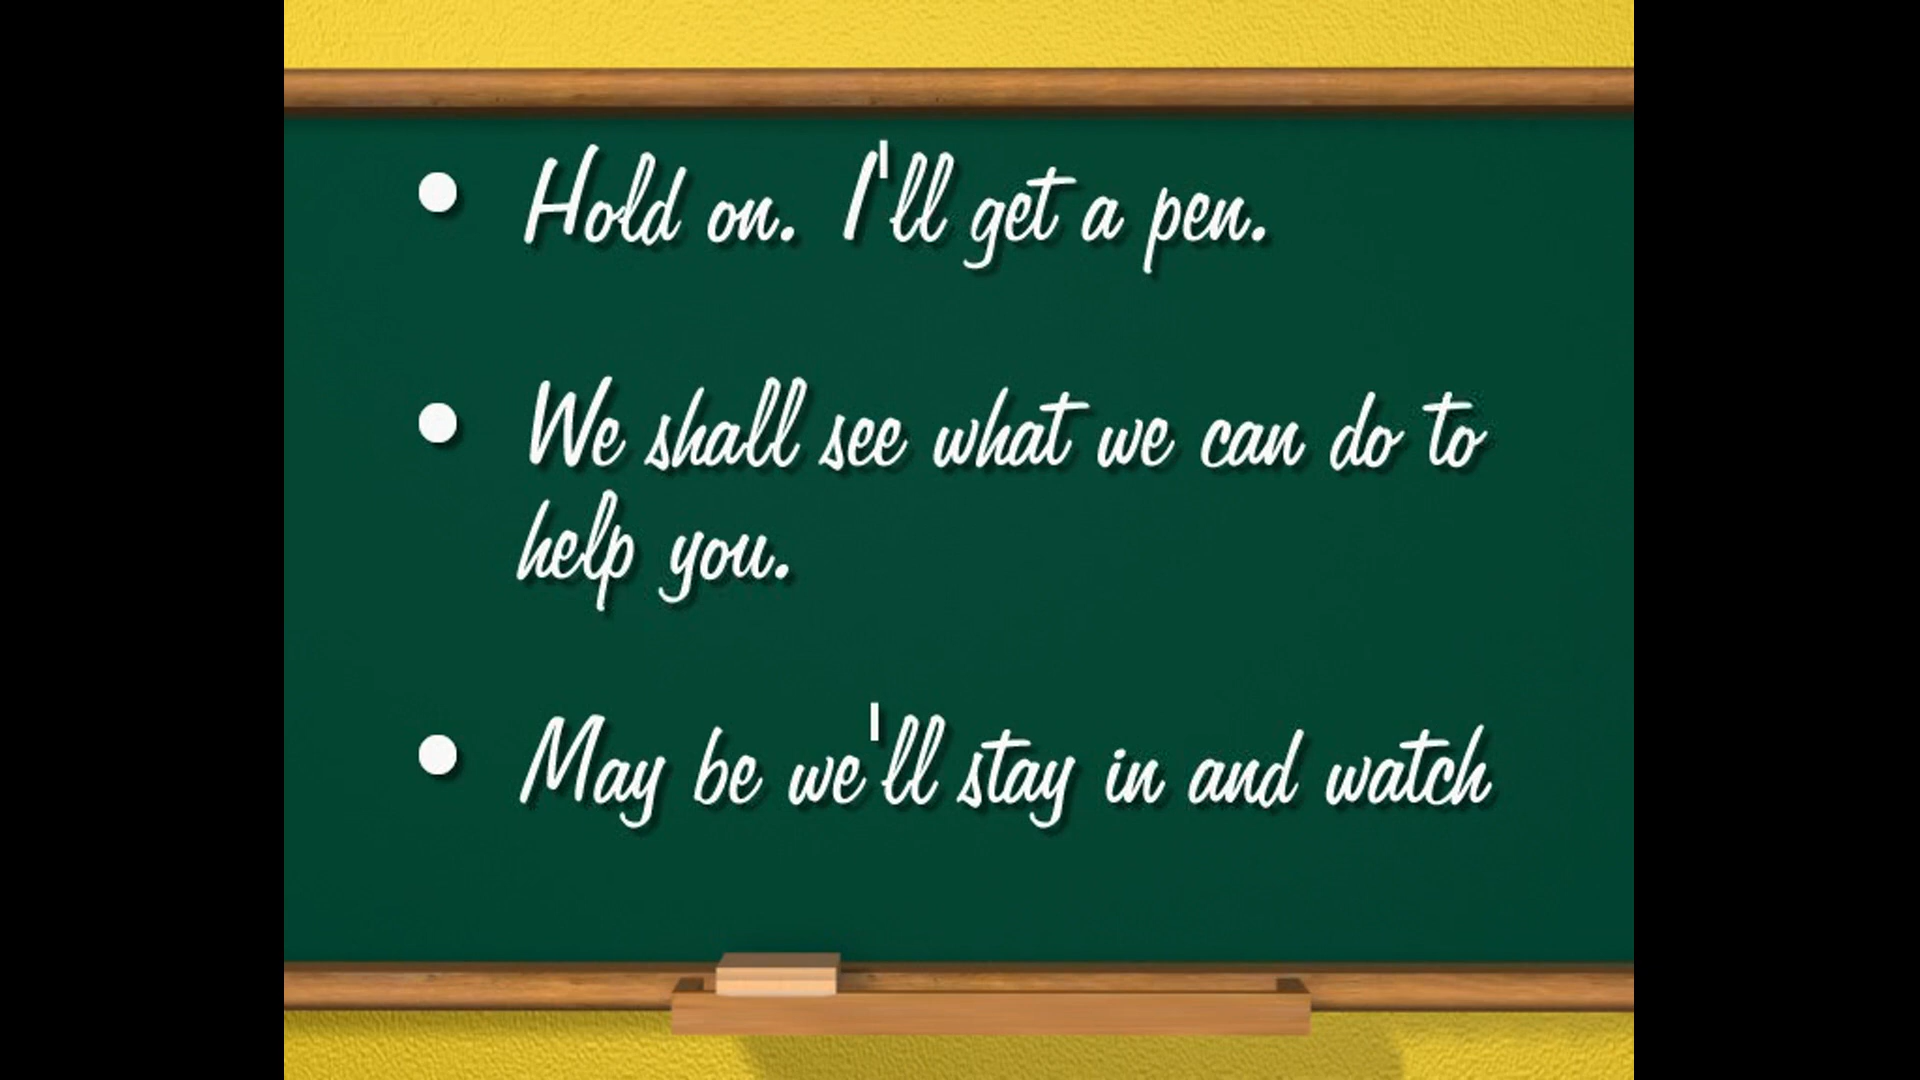 • Hold on. I'll get a pen.
• We shall see what we can do to
help you.
• May be we'll stay in and watch